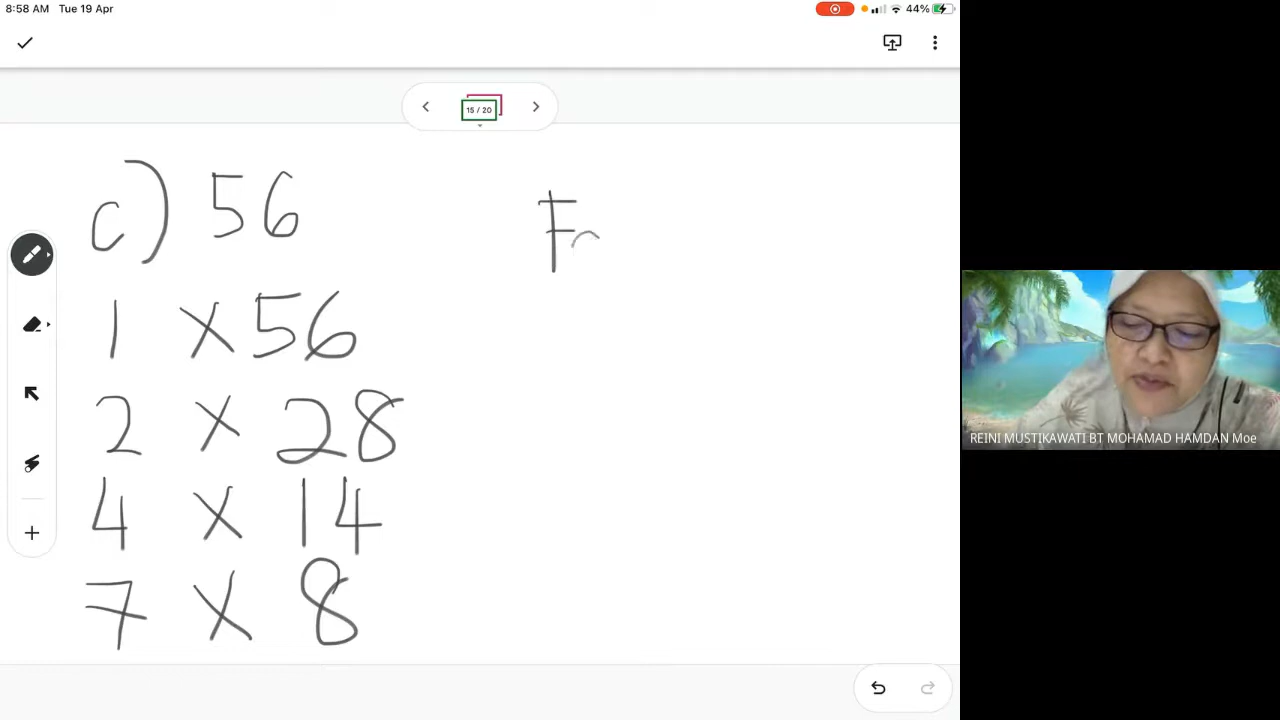 8:58 AM Tue 19 Apr
44%
15 / 20
c) 56
Fa
1 × 56
2 × 28
4 × 14
7 × 8
REINI MUSTIKAWATI BT MOHAMAD HAMDAN Moe